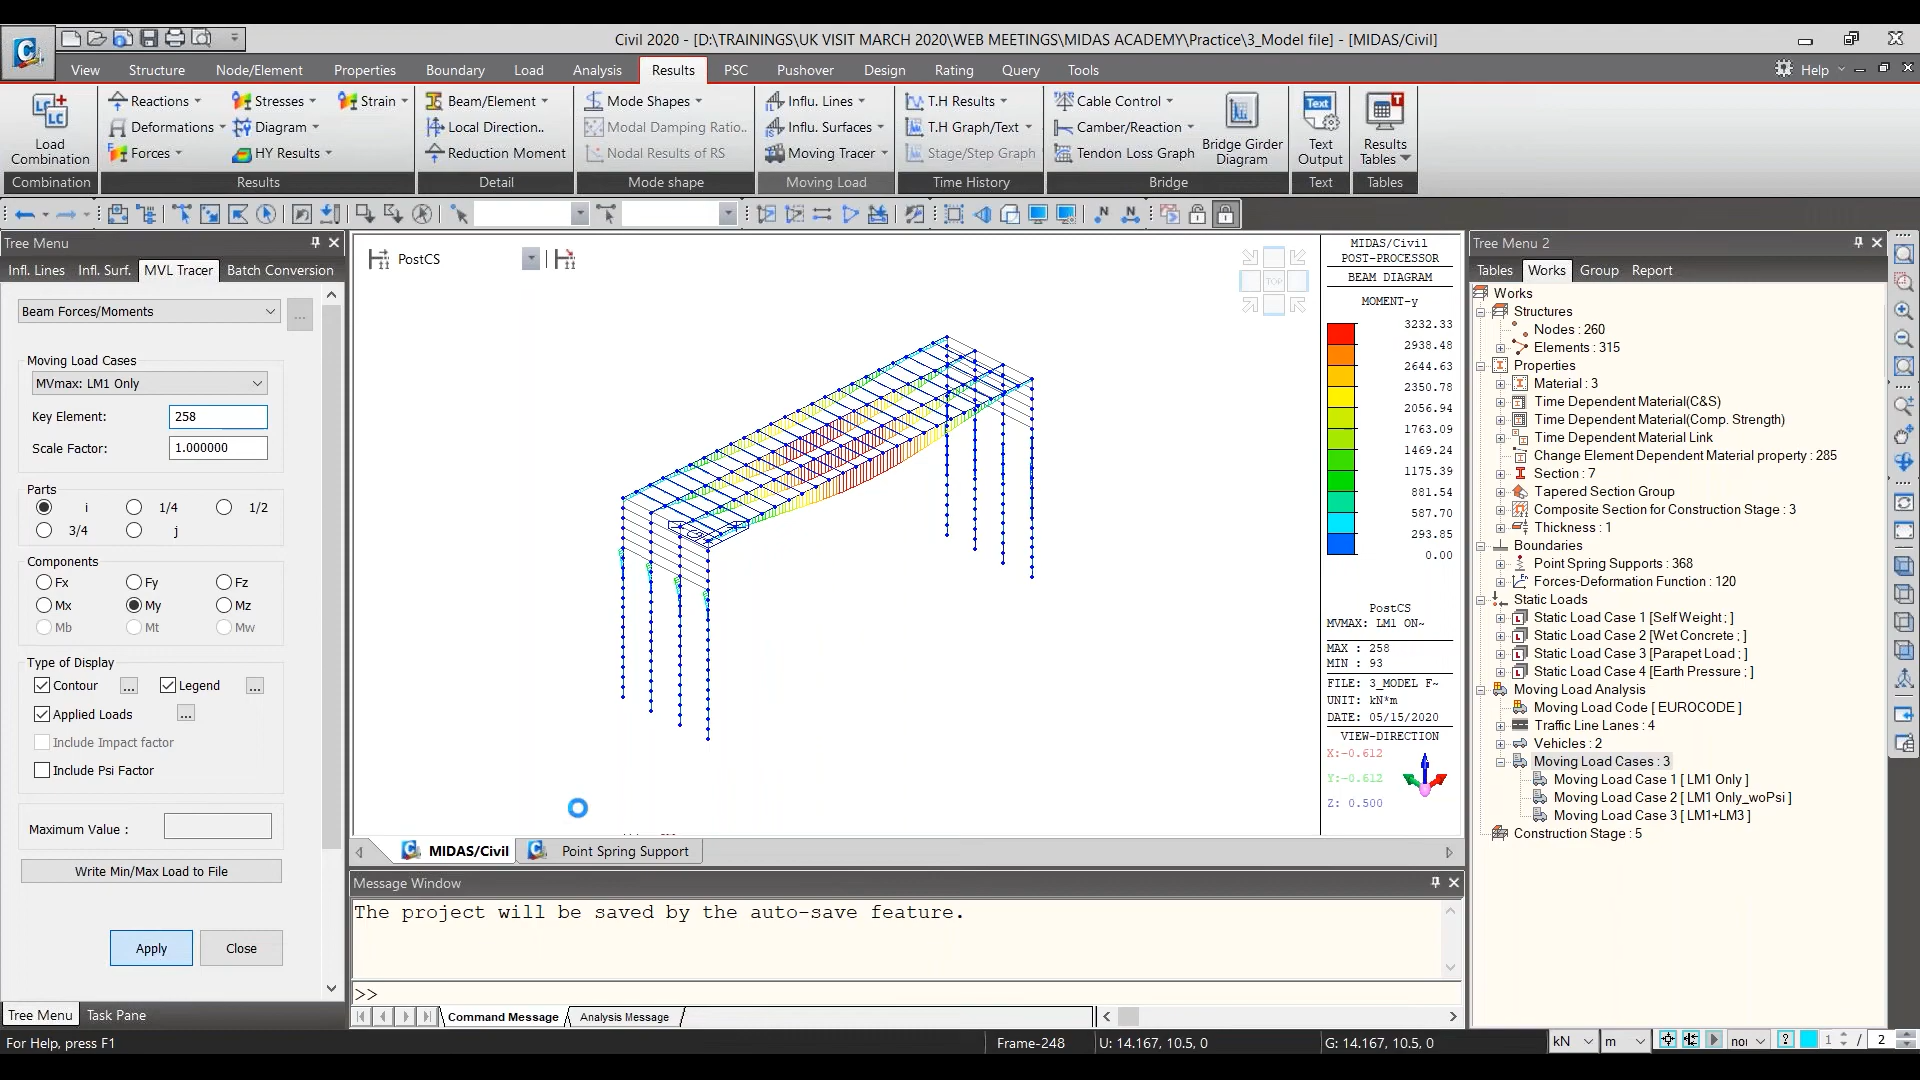 Civil 2020 - [D:\TRAININGS\UK VISIT MARCH 2020\WEB MEETINGS\MIDAS ACADEMY\Practice\3_Model file] - [MIDAS/Civil]
View Structure Node/Element Properties Boundary Load Analysis Results PSC Pushover Design Rating Query Tools Help
Reactions Stresses Strain Beam/Element Mode Shapes Influ. Lines T.H Results Cable Control
Deformations Diagram Local Direction.. Modal Damping Ratio.. Influ. Surfaces T.H Graph/Text Camber/Reaction
Forces HY Results Reduction Moment Nodal Results of RS Moving Tracer Stage/Step Graph Tendon Loss Graph
Load Combination
Bridge Girder Diagram
Text Output
Results Tables
Combination Results Detail Mode shape Moving Load Time History Bridge Text Tables
Tree Menu
Infl. Lines Infl. Surf. MVL Tracer Batch Conversion
Beam Forces/Moments ...
Moving Load Cases
MVmax: LM1 Only
Key Element: 258
Scale Factor: 1.000000
Parts
i 1/4 1/2
3/4 j
Components
Fx Fy Fz
Mx My Mz
Mb Mt Mw
Type of Display
Contour ... Legend ...
Applied Loads ...
Include Impact factor
Include Psi Factor
Maximum Value :
Write Min/Max Load to File
Apply Close
Tree Menu Task Pane
PostCS
TOP
MIDAS/Civil
POST-PROCESSOR
BEAM DIAGRAM
MOMENT-y
3232.33
2938.48
2644.63
2350.78
2056.94
1763.09
1469.24
1175.39
881.54
587.70
293.85
0.00
PostCS
MVMAX: LM1 ON~
MAX : 258
MIN : 93
FILE: 3_MODEL F~
UNIT: kN*m
DATE: 05/15/2020
VIEW-DIRECTION
X:-0.612
Y:-0.612
Z: 0.500
MIDAS/Civil Point Spring Support
Message Window
The project will be saved by the auto-save feature.
>>
Command Message Analysis Message
Tree Menu 2
Tables Works Group Report
Works
Structures
Nodes : 260
Elements : 315
Properties
Material : 3
Time Dependent Material(C&S)
Time Dependent Material(Comp. Strength)
Time Dependent Material Link
Change Element Dependent Material property : 285
Section : 7
Tapered Section Group
Composite Section for Construction Stage : 3
Thickness : 1
Boundaries
Point Spring Supports : 368
Forces-Deformation Function : 120
Static Loads
Static Load Case 1 [Self Weight ; ]
Static Load Case 2 [Wet Concrete ; ]
Static Load Case 3 [Parapet Load ; ]
Static Load Case 4 [Earth Pressure ; ]
Moving Load Analysis
Moving Load Code [ EUROCODE ]
Traffic Line Lanes : 4
Vehicles : 2
Moving Load Cases : 3
Moving Load Case 1 [ LM1 Only ]
Moving Load Case 2 [ LM1 Only_woPsi ]
Moving Load Case 3 [ LM1+LM3 ]
Construction Stage : 5
For Help, press F1 Frame-248 U: 14.167, 10.5, 0 G: 14.167, 10.5, 0 kN m 1 / 2